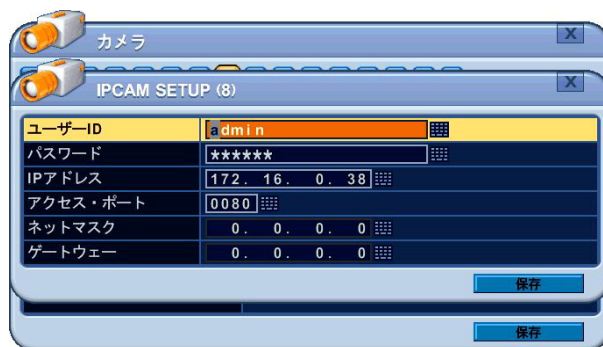 カメラ
X
IPCAM SETUP (8)
X
ユーザーID admin
パスワード ******
IPアドレス 172. 16. 0. 38
アクセス・ポート 0080
ネットマスク 0. 0. 0. 0
ゲートウェー 0. 0. 0. 0
保存
保存